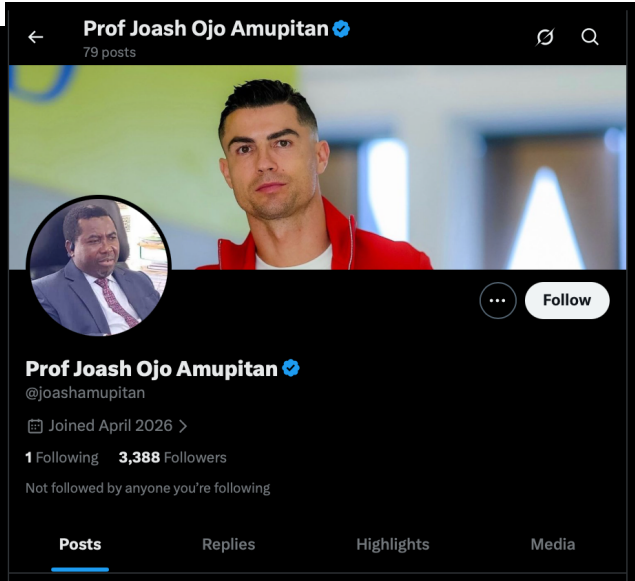 Prof Joash Ojo Amupitan
79 posts
Follow
Prof Joash Ojo Amupitan
@joashamupitan
Joined April 2026
1 Following 3,388 Followers
Not followed by anyone you're following
Posts Replies Highlights Media